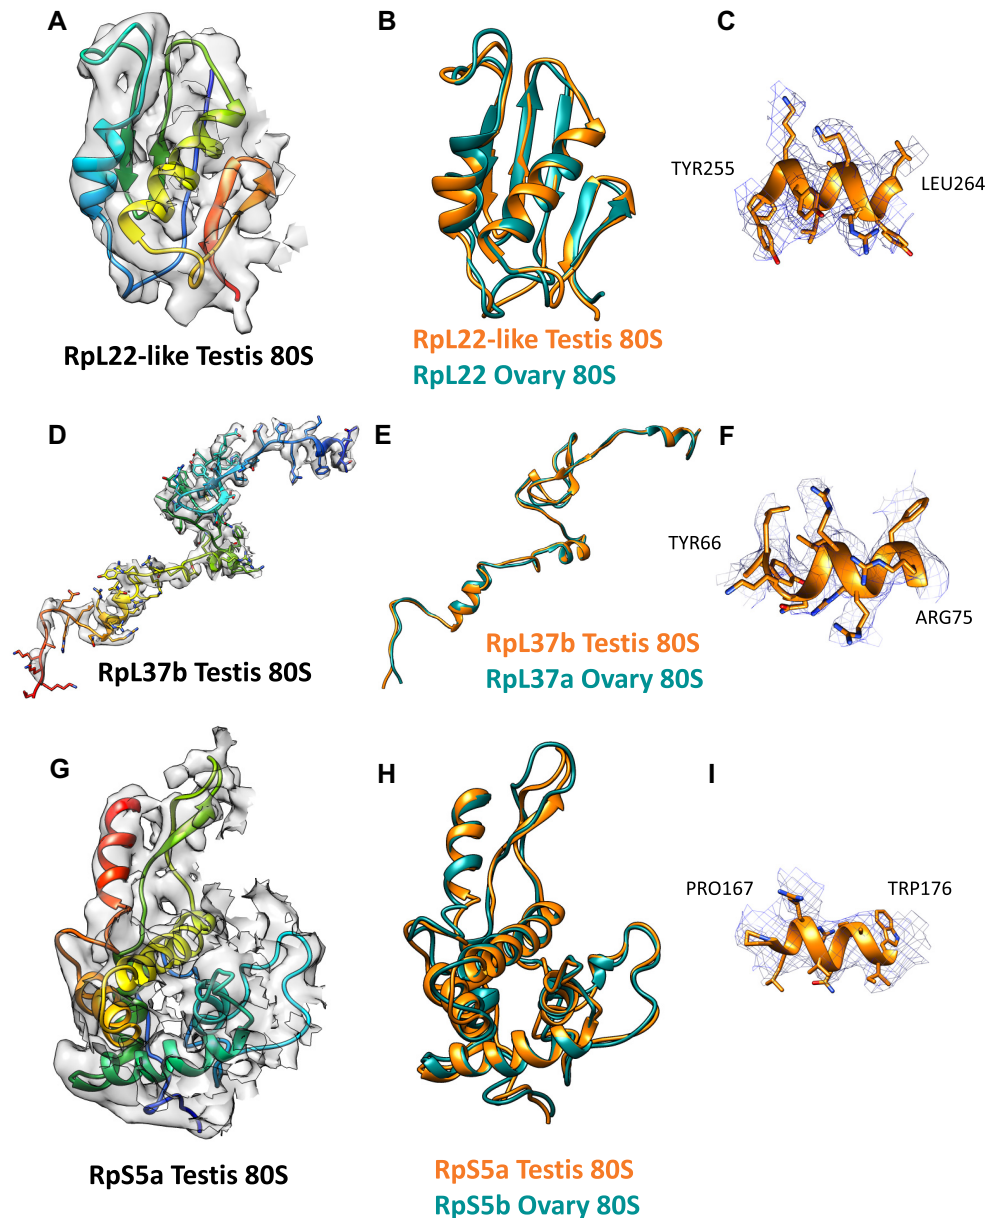 A
B
C
TYR255
LEU264
RpL22-like Testis 80S
RpL22-like Testis 80S
RpL22 Ovary 80S
D
E
F
TYR66
ARG75
RpL37b Testis 80S
RpL37b Testis 80S
RpL37a Ovary 80S
G
H
I
PRO167
TRP176
RpS5a Testis 80S
RpS5a Testis 80S
RpS5b Ovary 80S